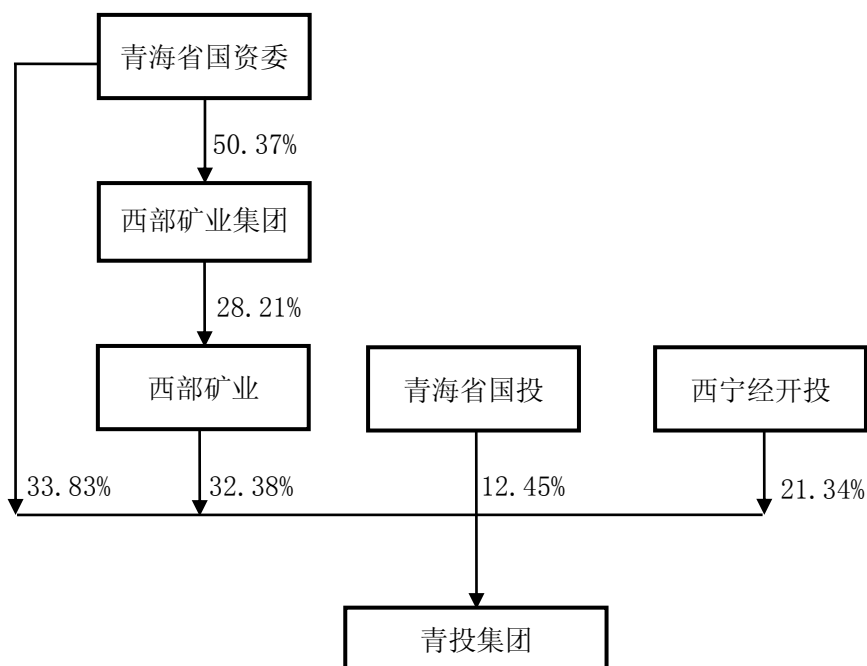 青海省国资委
50.37%
西部矿业集团
28.21%
西部矿业
青海省国投
西宁经开投
33.83%
32.38%
12.45%
21.34%
青投集团